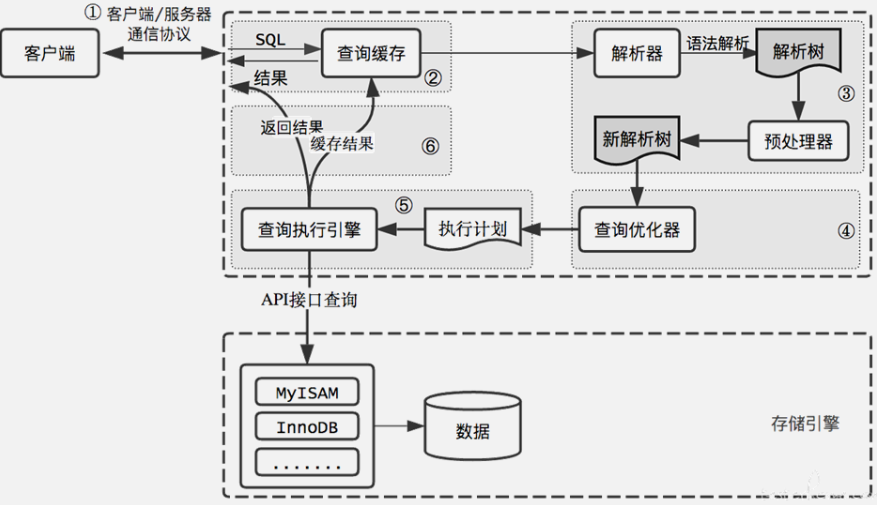 ① 客户端/服务器
通信协议
客户端
SQL
结果
查询缓存
②
解析器
语法解析
解析树
③
预处理器
新解析树
返回结果
缓存结果
⑥
查询执行引擎
⑤
执行计划
查询优化器
④
API接口查询
MyISAM
InnoDB
.......
数据
存储引擎